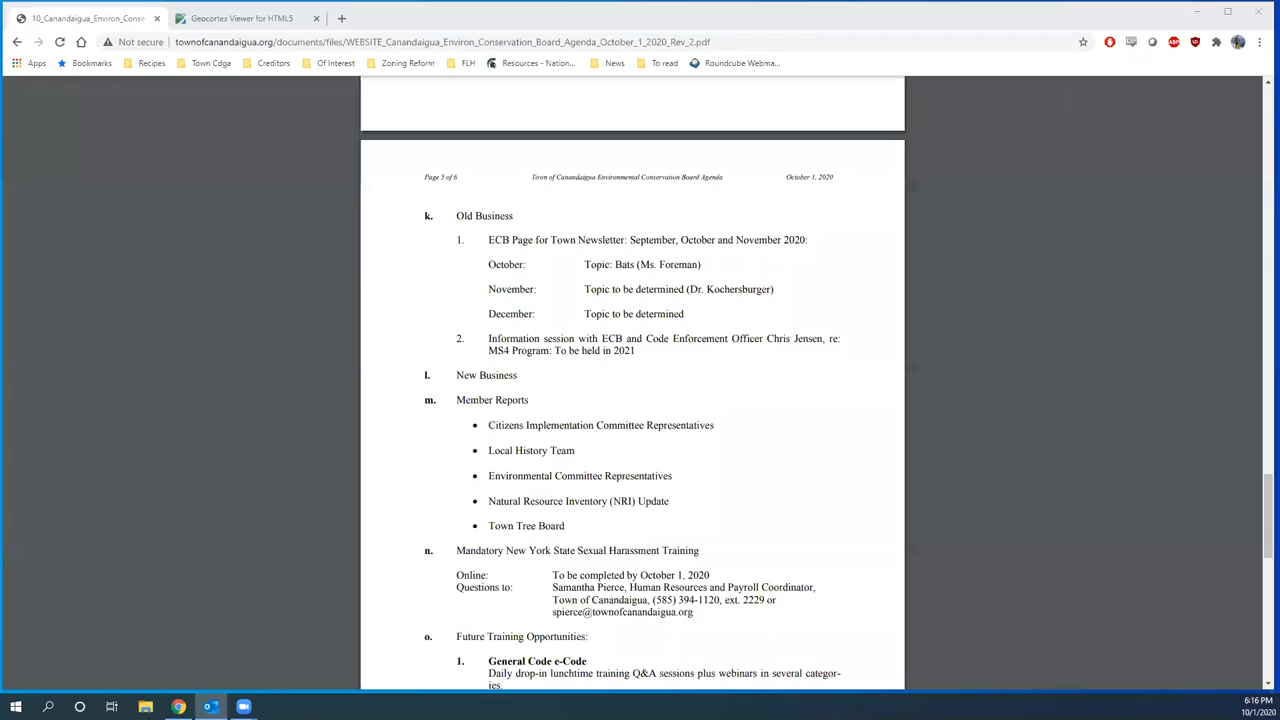 10_Canandaigua_Environ_Conse
Geocortex Viewer for HTML5
Not secure
townofcanandaigua.org/documents/files/WEBSITE_Canandaigua_Environ_Conservation_Board_Agenda_October_1_2020_Rev_2.pdf
Apps Bookmarks Recipes Town Cdga Creditors Of Interest Zoning Reform FLH Resources - Nation... News To read Roundcube Webma...
Page 5 of 6 Town of Canandaigua Environmental Conservation Board Agenda October 1, 2020
k. Old Business
1. ECB Page for Town Newsletter: September, October and November 2020:
October: Topic: Bats (Ms. Foreman)
November: Topic to be determined (Dr. Kochersburger)
December: Topic to be determined
2. Information session with ECB and Code Enforcement Officer Chris Jensen, re:
MS4 Program: To be held in 2021
l. New Business
m. Member Reports
• Citizens Implementation Committee Representatives
• Local History Team
• Environmental Committee Representatives
• Natural Resource Inventory (NRI) Update
• Town Tree Board
n. Mandatory New York State Sexual Harassment Training
Online: To be completed by October 1, 2020
Questions to: Samantha Pierce, Human Resources and Payroll Coordinator,
Town of Canandaigua, (585) 394-1120, ext. 2229 or
spierce@townofcanandaigua.org
o. Future Training Opportunities:
1. General Code e-Code
Daily drop-in lunchtime training Q&A sessions plus webinars in several categor-
ies.
6:16 PM
10/1/2020